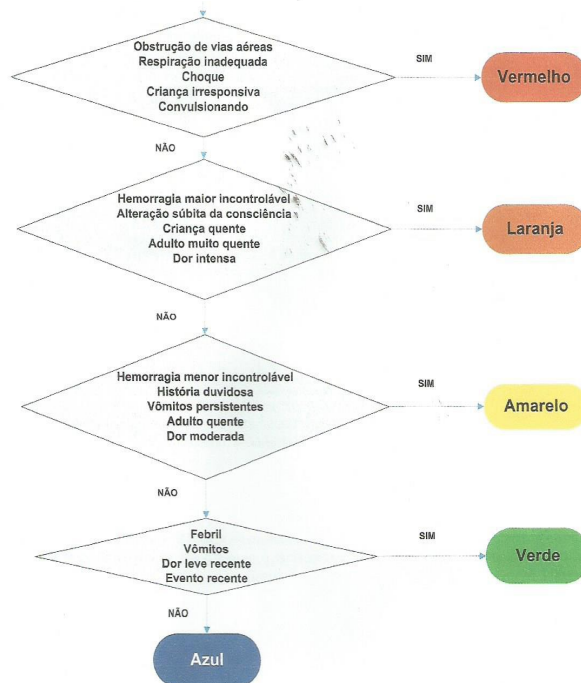 Obstrução de vias aéreas
Respiração inadequada
Choque
Criança irresponsiva
Convulsionando
SIM
Vermelho
NÃO
Hemorragia maior incontrolável
Alteração súbita da consciência
Criança quente
Adulto muito quente
Dor intensa
SIM
Laranja
NÃO
Hemorragia menor incontrolável
História duvidosa
Vômitos persistentes
Adulto quente
Dor moderada
SIM
Amarelo
NÃO
Febril
Vômitos
Dor leve recente
Evento recente
SIM
Verde
NÃO
Azul